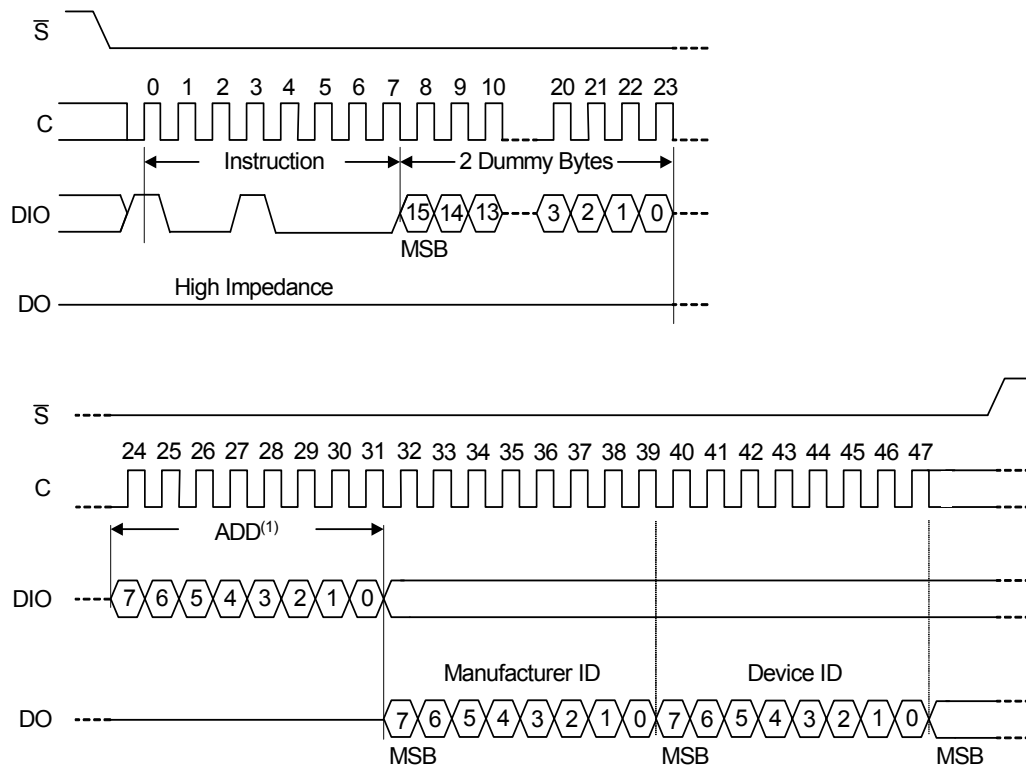 S
0 1 2 3 4 5 6 7 8 9 10 20 21 22 23
C
Instruction 2 Dummy Bytes
DIO 15 14 13 3 2 1 0
MSB
High Impedance
DO
S
24 25 26 27 28 29 30 31 32 33 34 35 36 37 38 39 40 41 42 43 44 45 46 47
C
ADD(1)
DIO 7 6 5 4 3 2 1 0
Manufacturer ID Device ID
DO 7 6 5 4 3 2 1 0 7 6 5 4 3 2 1 0
MSB MSB MSB